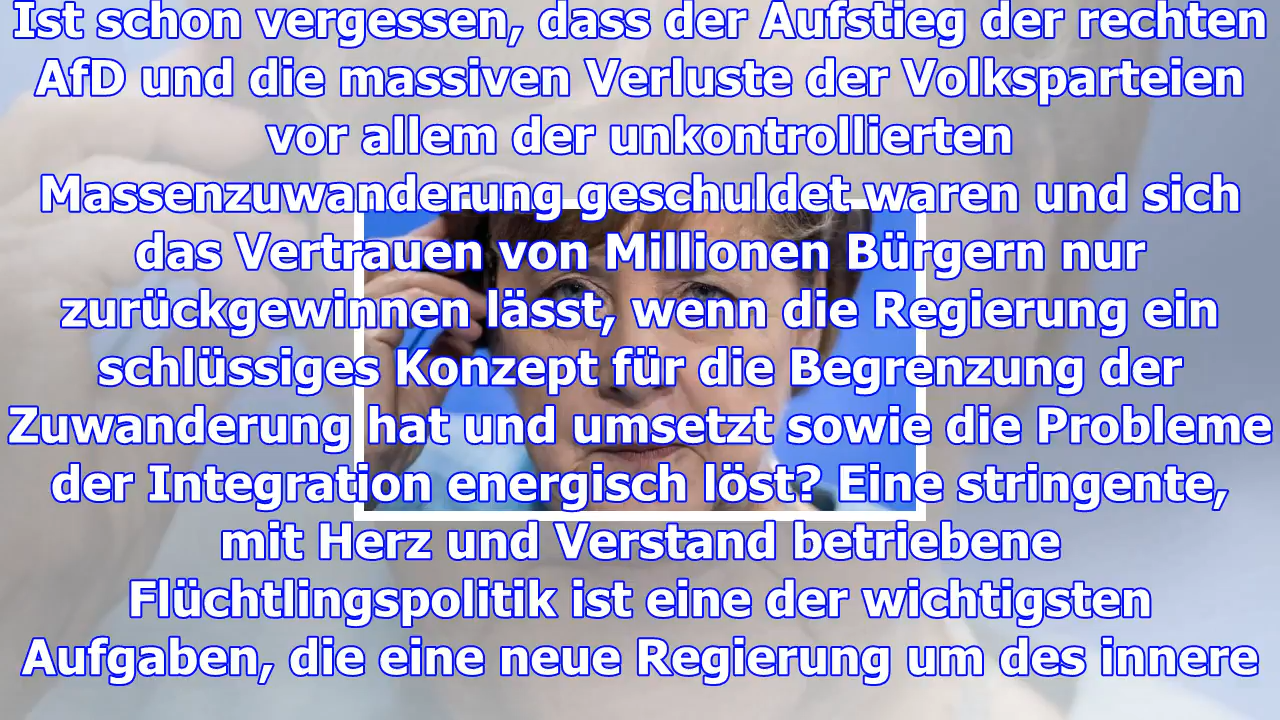 Ist schon vergessen, dass der Aufstieg der rechten
AfD und die massiven Verluste der Volksparteien
vor allem der unkontrollierten
Massenzuwanderung geschuldet waren und sich
das Vertrauen von Millionen Bürgern nur
zurückgewinnen lässt, wenn die Regierung ein
schlüssiges Konzept für die Begrenzung der
Zuwanderung hat und umsetzt sowie die Probleme
der Integration energisch löst? Eine stringente,
mit Herz und Verstand betriebene
Flüchtlingspolitik ist eine der wichtigsten
Aufgaben, die eine neue Regierung um des innere